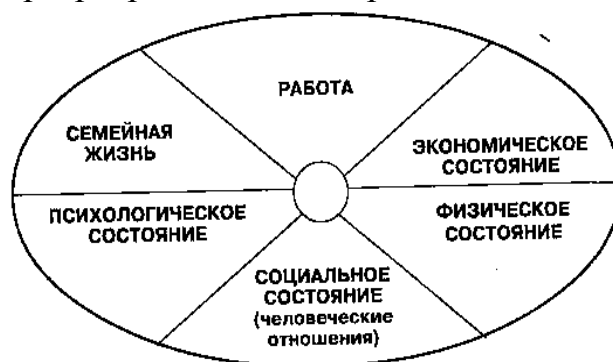 РАБОТА
СЕМЕЙНАЯ
ЖИЗНЬ
ЭКОНОМИЧЕСКОЕ
СОСТОЯНИЕ
ПСИХОЛОГИЧЕСКОЕ
СОСТОЯНИЕ
ФИЗИЧЕСКОЕ
СОСТОЯНИЕ
СОЦИАЛЬНОЕ
СОСТОЯНИЕ
(человеческие
отношения)